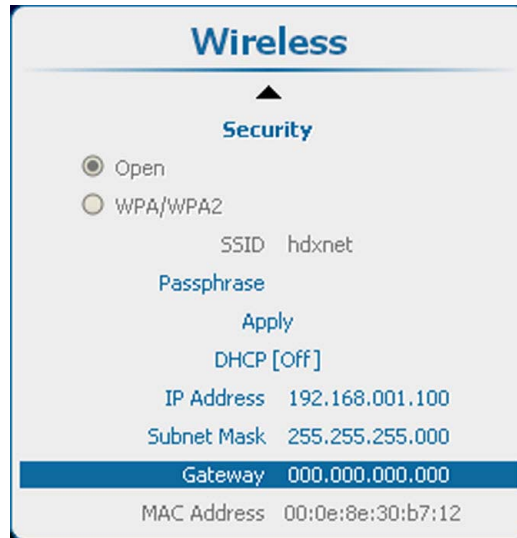 Wireless
Security
Open
WPA/WPA2
SSID hdxnet
Passphrase
Apply
DHCP [Off]
IP Address 192.168.001.100
Subnet Mask 255.255.255.000
Gateway 000.000.000.000
MAC Address 00:0e:8e:30:b7:12